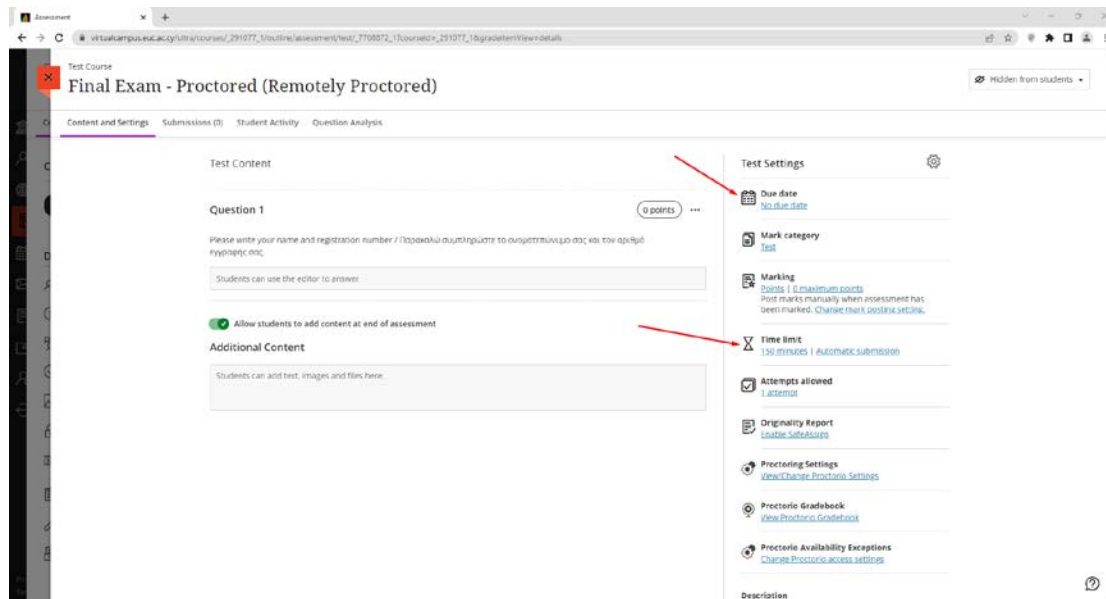 Assessment
virtualcampus.euc.ac.cy/ultra/courses/_291077_1/outline/assessment/test/_7708872_1?courseId=_291077_1&gradeitemView=details
Test Course
Final Exam - Proctored (Remotely Proctored)
Hidden from students
Content and Settings Submissions (0) Student Activity Question Analysis
Test Content
Question 1
0 points
Please write your name and registration number / Παρακαλώ συμπληρώστε το ονοματεπώνυμο σας και τον αριθμό
εγγραφής σας.
Students can use the editor to answer
Allow students to add content at end of assessment
Additional Content
Students can add text, images and files here.
Test Settings
Due date
No due date
Mark category
Test
Marking
Points | 0 maximum points
Post marks manually when assessment has
been marked. Change mark posting setting.
Time limit
150 minutes | Automatic submission
Attempts allowed
1 attempt
Originality Report
Enable SafeAssign
Proctoring Settings
View/Change Proctorio Settings
Proctorio Gradebook
View Proctorio Gradebook
Proctorio Availability Exceptions
Change Proctorio access settings
Description